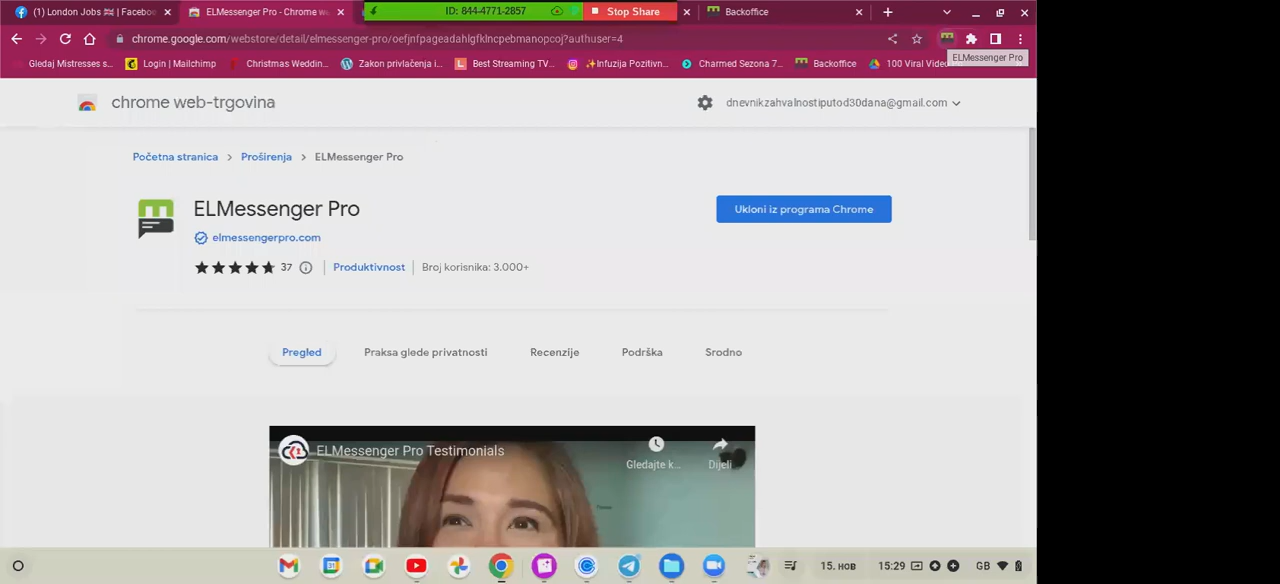 (1) London Jobs | Faceboo
ELMessenger Pro - Chrome we
ID: 844-4771-2857
Stop Share
Backoffice
chrome.google.com/webstore/detail/elmessenger-pro/oefjnfpageadahlgfklncpebmanopcoj?authuser=4
ELMessenger Pro
Gledaj Mistresses s...
Login | Mailchimp
Christmas Weddin...
Zakon privlačenja i...
Best Streaming TV...
✨Infuzija Pozitivn...
Charmed Sezona 7...
Backoffice
100 Viral Video
chrome web-trgovina
dnevnikzahvalnostiputod30dana@gmail.com
Početna stranica > Proširenja > ELMessenger Pro
ELMessenger Pro
Ukloni iz programa Chrome
elmessengerpro.com
37 | Produktivnost | Broj korisnika: 3.000+
Pregled
Praksa glede privatnosti
Recenzije
Podrška
Srodno
ELMessenger Pro Testimonials
Gledajte k...
Dijeli
15. нов
15:29
GB